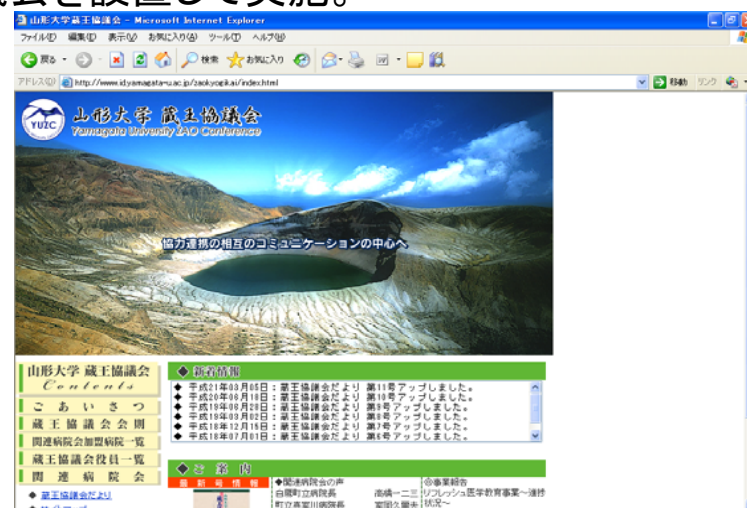 議会を設置して実施。
山形大学蔵王協議会 - Microsoft Internet Explorer
ファイル(F) 編集(E) 表示(V) お気に入り(A) ツール(T) ヘルプ(H)
戻る 検索 お気に入り
アドレス(D) http://www.id.yamagata-u.ac.jp/zaokyogikai/index.html 移動 リンク
YUZC
山形大学 蔵王協議会
Yamagata University ZAO Conference
協力連携の相互のコミュニケーションの中心へ
山形大学 蔵王協議会
Contents
ごあいさつ
蔵王協議会会則
関連病院会加盟病院一覧
蔵王協議会役員一覧
関連病院会
◆ 蔵王協議会だより
◆ 新着情報
◆ 平成21年03月05日：蔵王協議会だより 第11号アップしました。
◆ 平成20年06月18日：蔵王協議会だより 第10号アップしました。
◆ 平成19年06月28日：蔵王協議会だより 第9号アップしました。
◆ 平成19年03月02日：蔵王協議会だより 第8号アップしました。
◆ 平成18年12月15日：蔵王協議会だより 第7号アップしました。
◆ 平成18年07月01日：蔵王協議会だより 第6号アップしました。
◆ ご案内
最新号情報
◆関連病院会の声
白鷹町立病院長 高橋一二三
町立真室川病院長 室岡久爾夫
◎事業報告
リフレッシュ医学教育事業～進捗
状況～